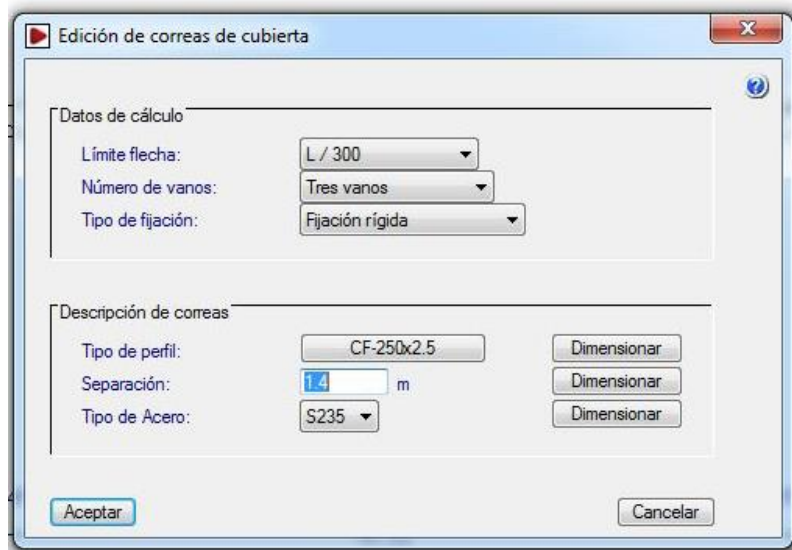 Edición de correas de cubierta
Datos de cálculo
Límite flecha: L / 300
Número de vanos: Tres vanos
Tipo de fijación: Fijación rígida
Descripción de correas
Tipo de perfil: CF-250x2.5 Dimensionar
Separación: 1.4 m Dimensionar
Tipo de Acero: S235 Dimensionar
Aceptar Cancelar